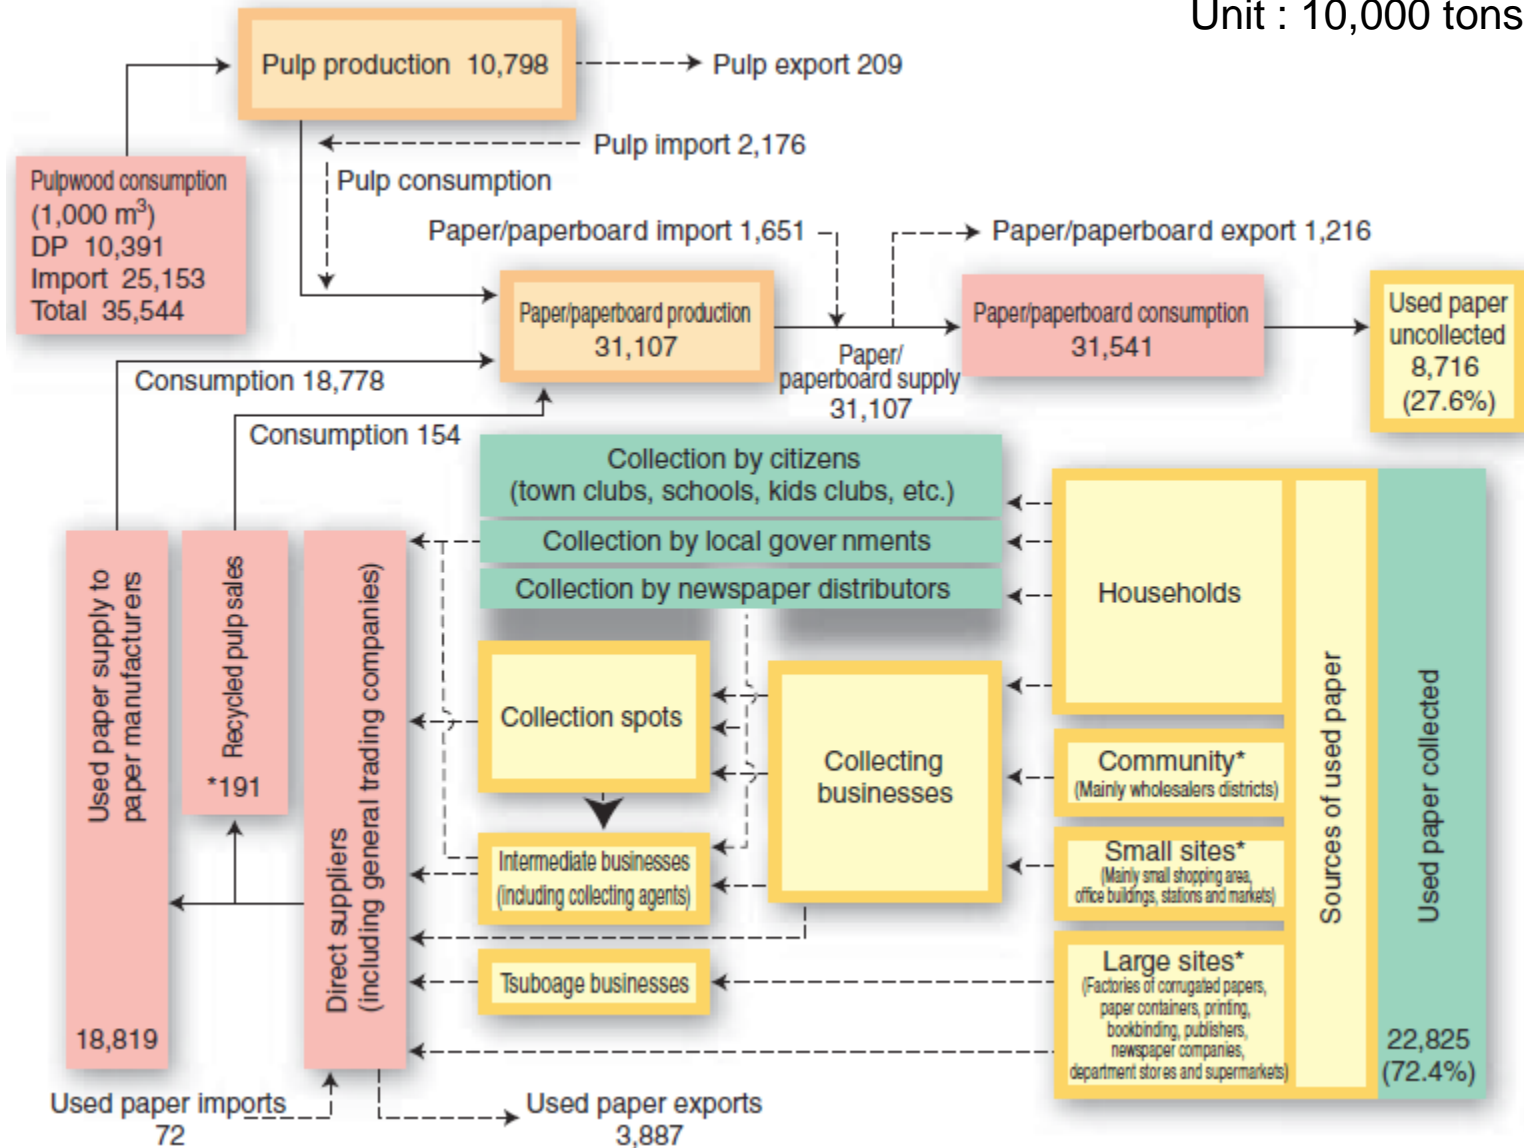 Unit : 10,000 tons
Pulp production 10,798
Pulp export 209
Pulp import 2,176
Pulp consumption
Pulpwood consumption
(1,000 m³)
DP 10,391
Import 25,153
Total 35,544
Paper/paperboard import 1,651
Paper/paperboard export 1,216
Paper/paperboard production
31,107
Paper/
paperboard supply
31,107
Paper/paperboard consumption
31,541
Used paper
uncollected
8,716
(27.6%)
Consumption 18,778
Consumption 154
Collection by citizens
(town clubs, schools, kids clubs, etc.)
Collection by local gover nments
Collection by newspaper distributors
Used paper supply to
paper manufacturers
18,819
Recycled pulp sales
*191
Direct suppliers
(including general trading companies)
Collection spots
Intermediate businesses
(including collecting agents)
Tsuboage businesses
Collecting
businesses
Households
Community*
(Mainly wholesalers districts)
Small sites*
(Mainly small shopping area,
office buildings, stations and markets)
Large sites*
(Factories of corrugated papers,
paper containers, printing,
bookbinding, publishers,
newspaper companies,
department stores and supermarkets)
Sources of used paper
Used paper collected
22,825
(72.4%)
Used paper imports
72
Used paper exports
3,887